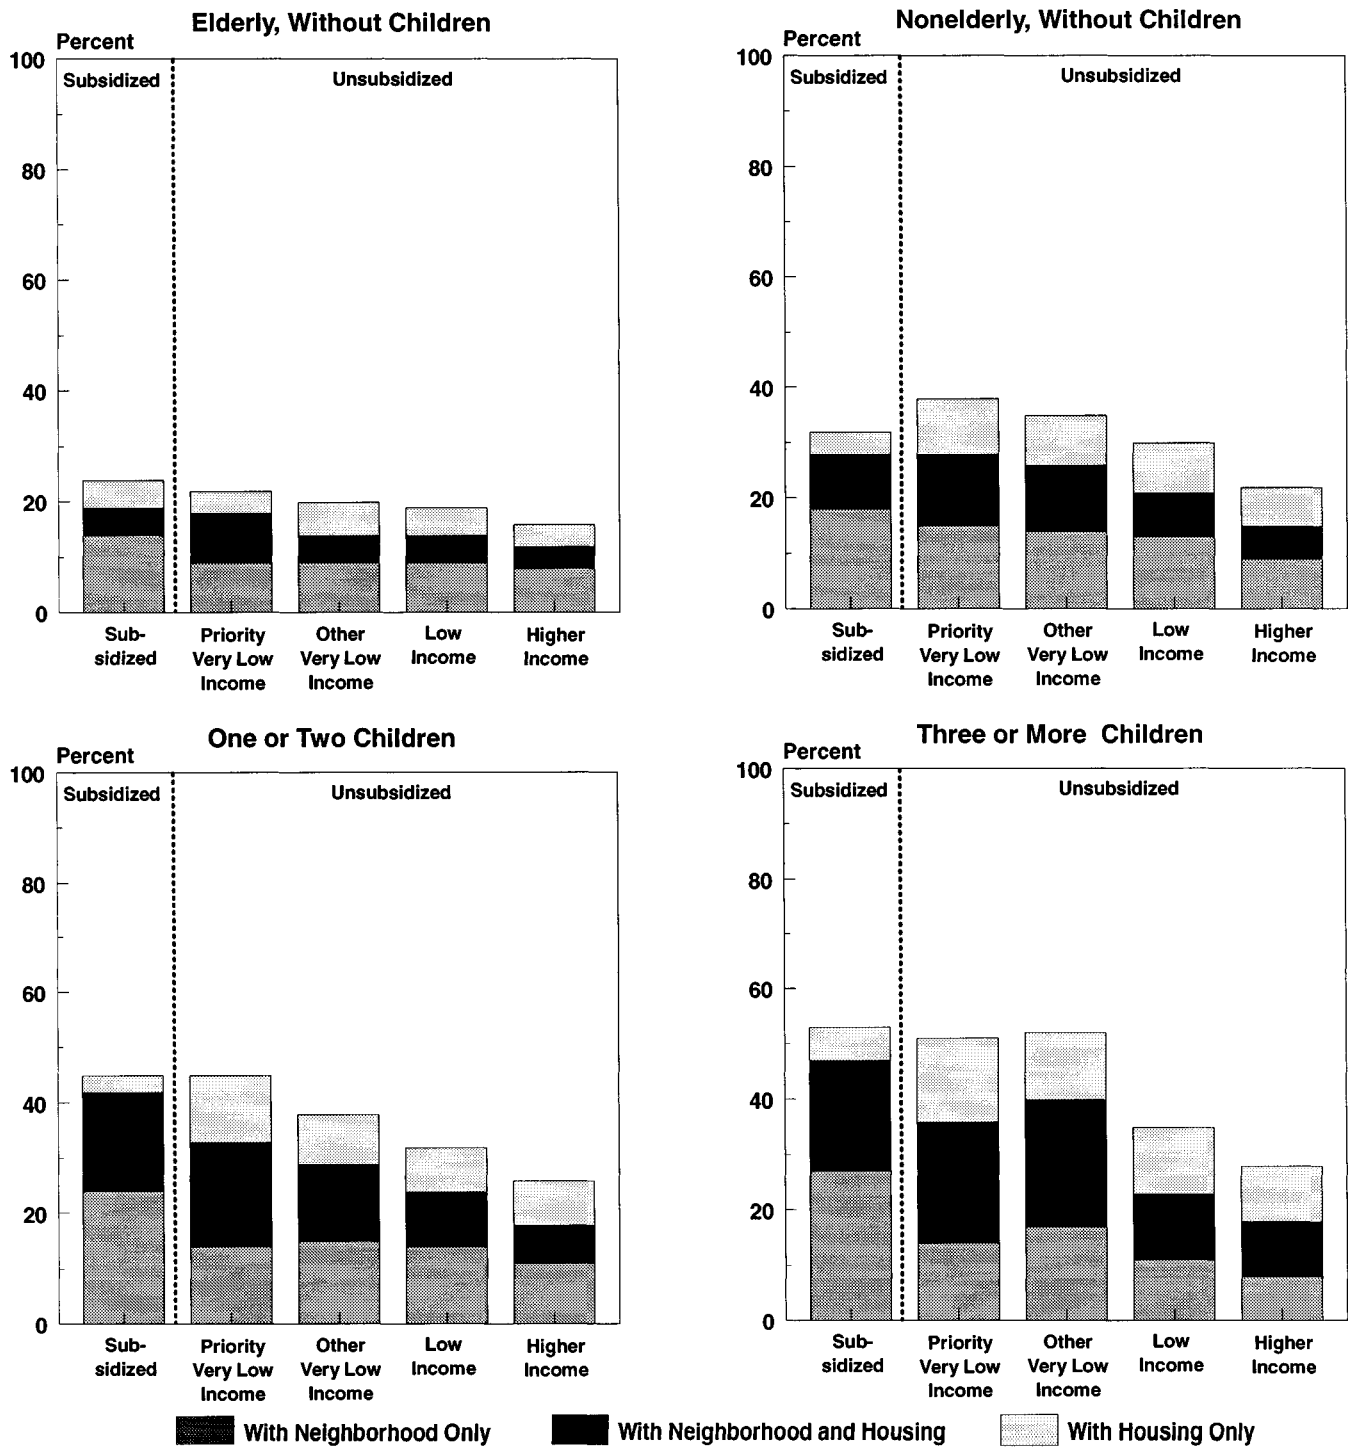 Elderly, Without Children
Percent
100
80
60
40
20
0
Subsidized
Unsubsidized
Sub-
sidized
Priority
Very Low
Income
Other
Very Low
Income
Low
Income
Higher
Income
Nonelderly, Without Children
Percent
100
80
60
40
20
0
Subsidized
Unsubsidized
Sub-
sidized
Priority
Very Low
Income
Other
Very Low
Income
Low
Income
Higher
Income
One or Two Children
Percent
100
80
60
40
20
0
Subsidized
Unsubsidized
Sub-
sidized
Priority
Very Low
Income
Other
Very Low
Income
Low
Income
Higher
Income
Three or More Children
Percent
100
80
60
40
20
0
Subsidized
Unsubsidized
Sub-
sidized
Priority
Very Low
Income
Other
Very Low
Income
Low
Income
Higher
Income
With Neighborhood Only
With Neighborhood and Housing
With Housing Only